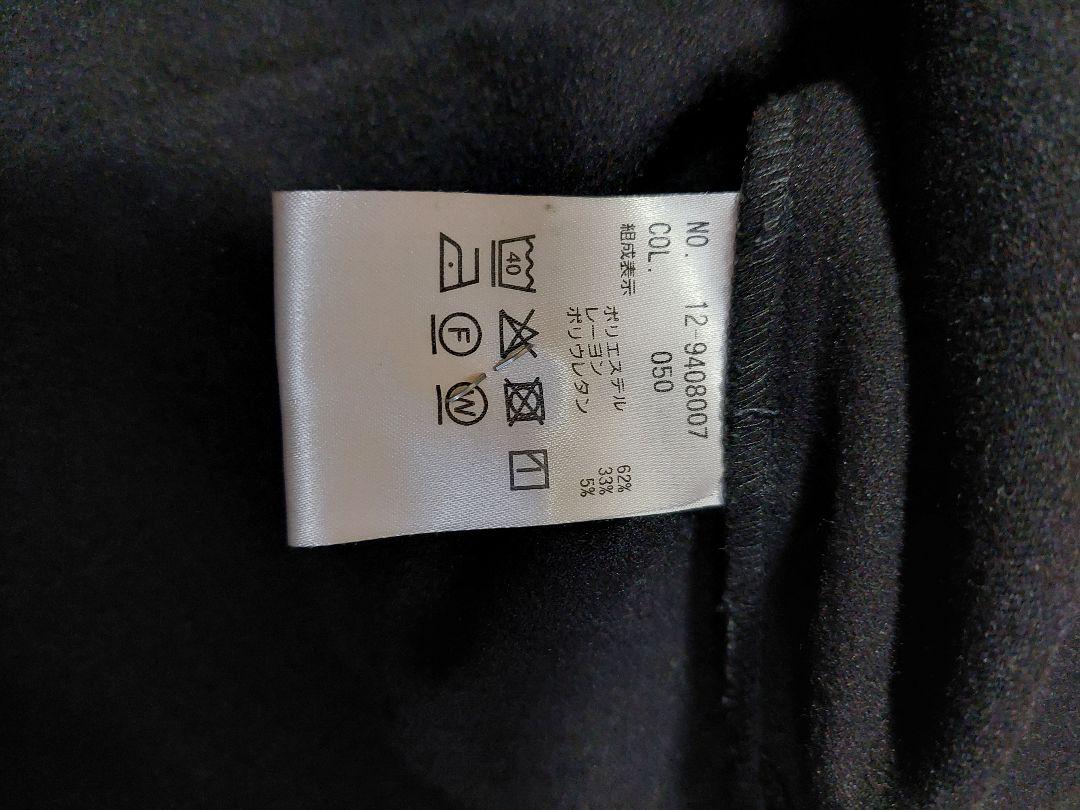 NO. 12-9408007
COL. 050
組成表示
ポリエステル 62%
レーヨン 33%
ポリウレタン 5%
40
F W